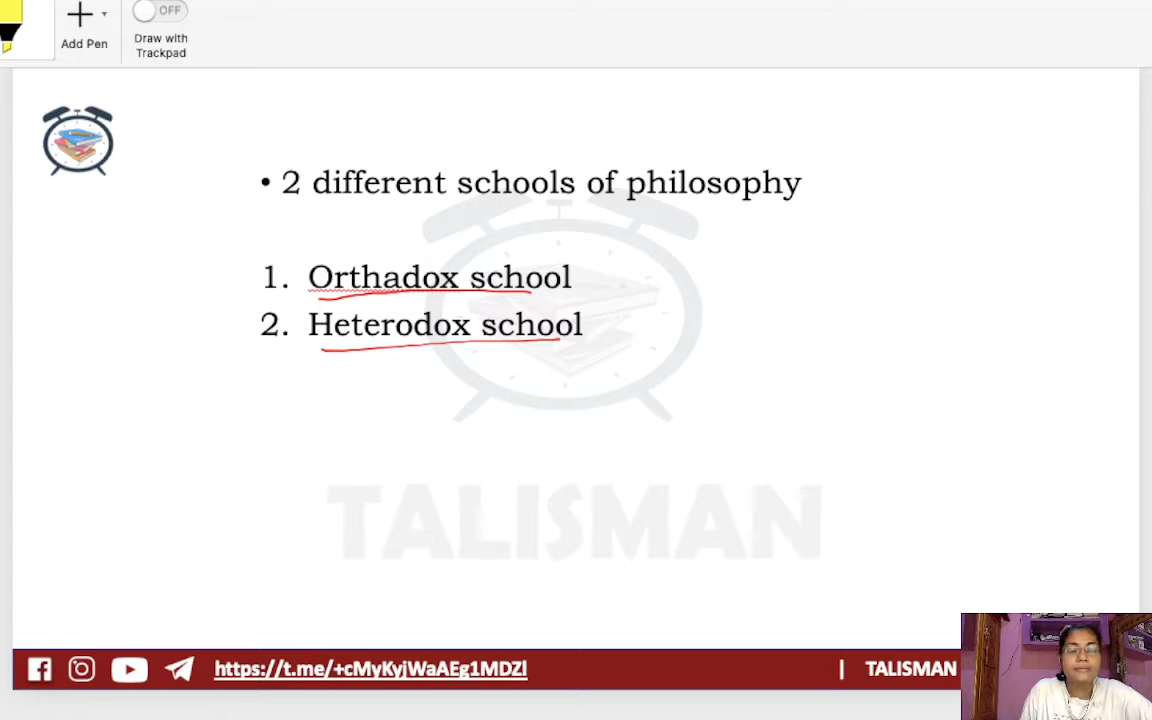 OFF
Add Pen
Draw with
Trackpad
• 2 different schools of philosophy
1. Orthadox school
2. Heterodox school
TALISMAN
https://t.me/+cMyKyjWaAEg1MDZl
| TALISMAN